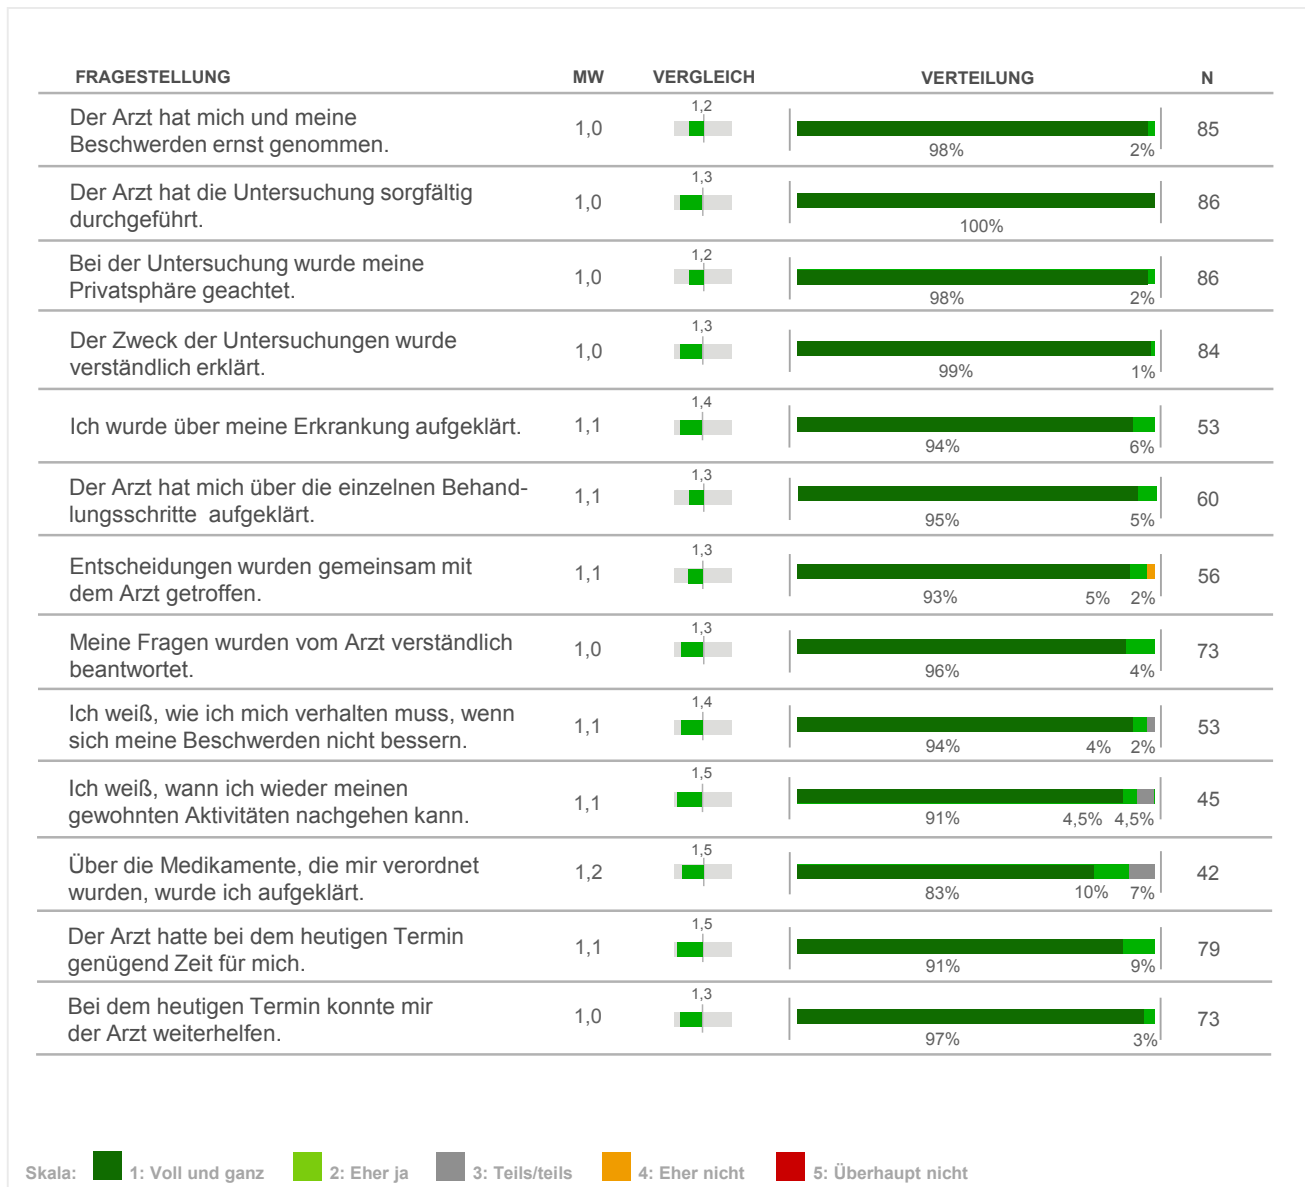 FRAGESTELLUNG MW VERGLEICH VERTEILUNG N
Der Arzt hat mich und meine
Beschwerden ernst genommen.
1,0 1,2 98% 2% 85
Der Arzt hat die Untersuchung sorgfältig
durchgeführt.
1,0 1,3 100% 86
Bei der Untersuchung wurde meine
Privatsphäre geachtet.
1,0 1,2 98% 2% 86
Der Zweck der Untersuchungen wurde
verständlich erklärt.
1,0 1,3 99% 1% 84
Ich wurde über meine Erkrankung aufgeklärt.
1,1 1,4 94% 6% 53
Der Arzt hat mich über die einzelnen Behand-
lungsschritte aufgeklärt.
1,1 1,3 95% 5% 60
Entscheidungen wurden gemeinsam mit
dem Arzt getroffen.
1,1 1,3 93% 5% 2% 56
Meine Fragen wurden vom Arzt verständlich
beantwortet.
1,0 1,3 96% 4% 73
Ich weiß, wie ich mich verhalten muss, wenn
sich meine Beschwerden nicht bessern.
1,1 1,4 94% 4% 2% 53
Ich weiß, wann ich wieder meinen
gewohnten Aktivitäten nachgehen kann.
1,1 1,5 91% 4,5% 4,5% 45
Über die Medikamente, die mir verordnet
wurden, wurde ich aufgeklärt.
1,2 1,5 83% 10% 7% 42
Der Arzt hatte bei dem heutigen Termin
genügend Zeit für mich.
1,1 1,5 91% 9% 79
Bei dem heutigen Termin konnte mir
der Arzt weiterhelfen.
1,0 1,3 97% 3% 73
Skala: 1: Voll und ganz 2: Eher ja 3: Teils/teils 4: Eher nicht 5: Überhaupt nicht